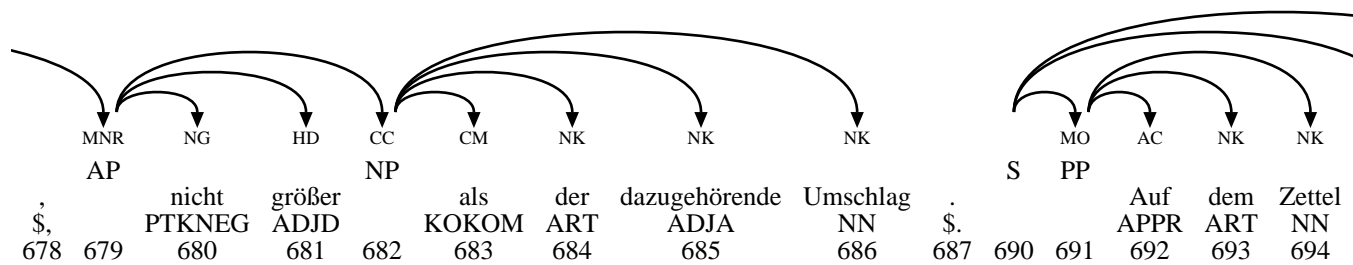 MNR NG HD CC CM NK NK NK MO AC NK NK
AP NP S PP
, nicht größer als der dazugehörende Umschlag . Auf dem Zettel
$, PTKNEG ADJD KOKOM ART ADJA NN $. APPR ART NN
678 679 680 681 682 683 684 685 686 687 690 691 692 693 694